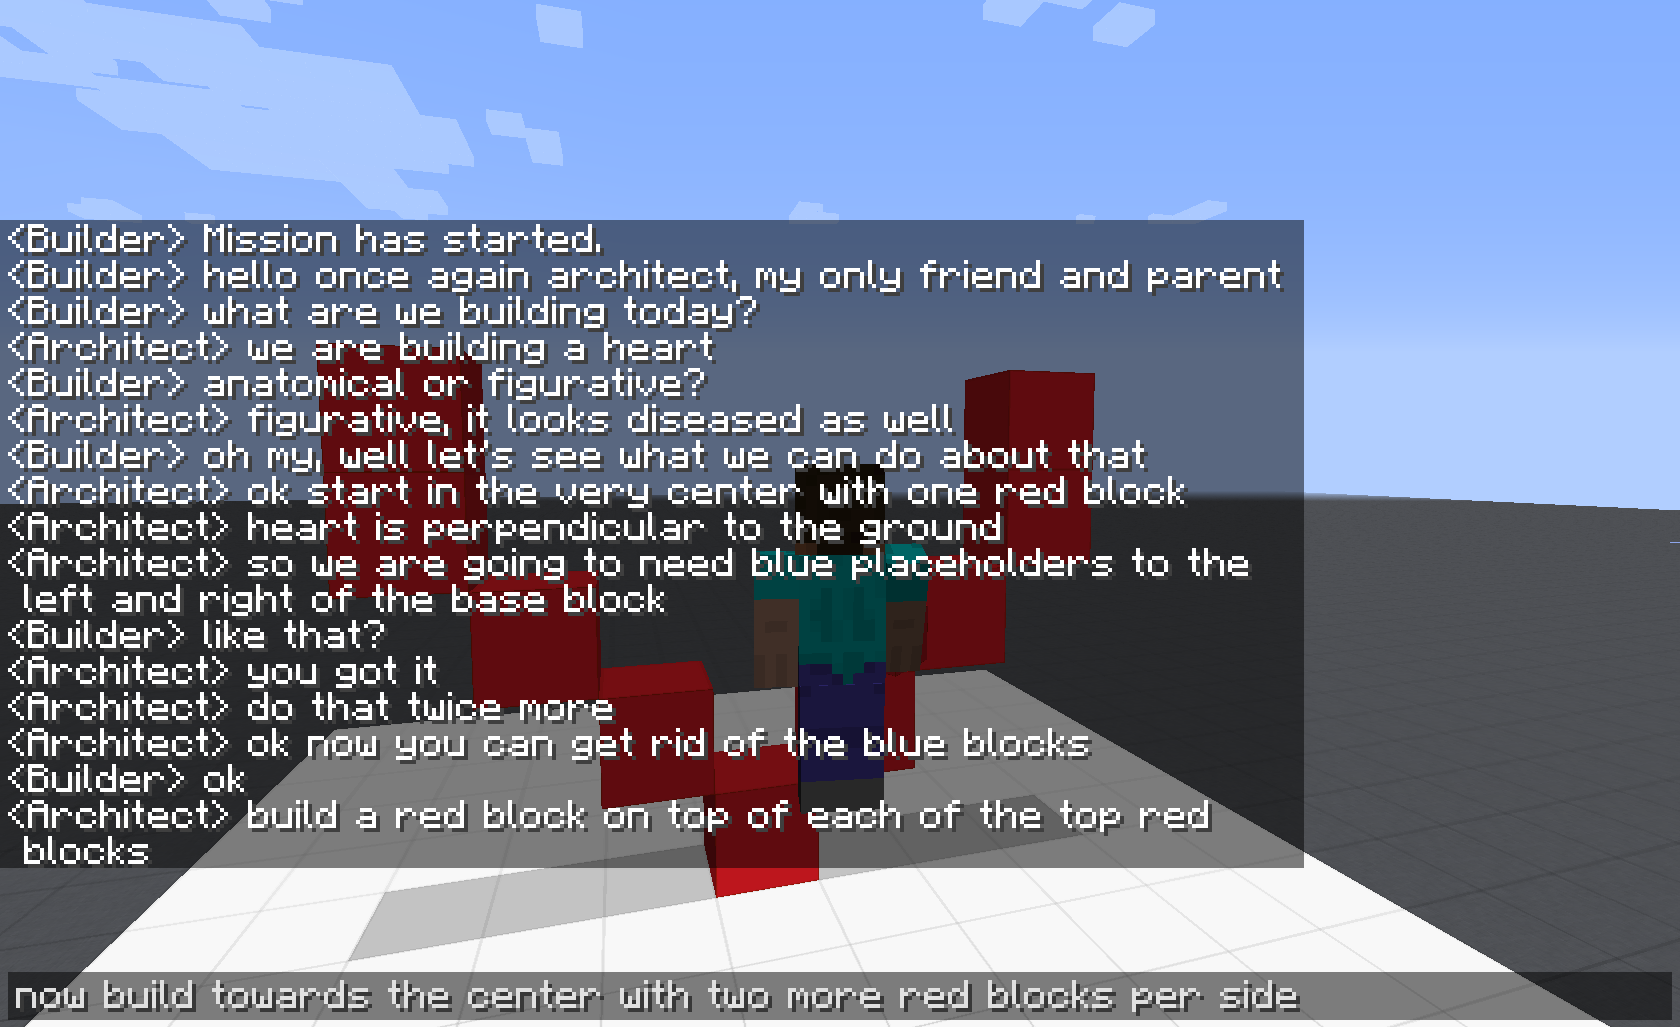 <Builder> Mission has started.
<Builder> hello once again architect, my only friend and parent
<Builder> what are we building today?
<Architect> we are building a heart
<Builder> anatomical or figurative?
<Architect> figurative, it looks diseased as well
<Builder> oh my, well let's see what we can do about that
<Architect> ok start in the very center with one red block
<Architect> heart is perpendicular to the ground
<Architect> so we are going to need blue placeholders to the
left and right of the base block
<Builder> like that?
<Architect> you got it
<Architect> do that twice more
<Architect> ok now you can get rid of the blue blocks
<Builder> ok
<Architect> build a red block on top of each of the top red
blocks
now build towards the center with two more red blocks per side